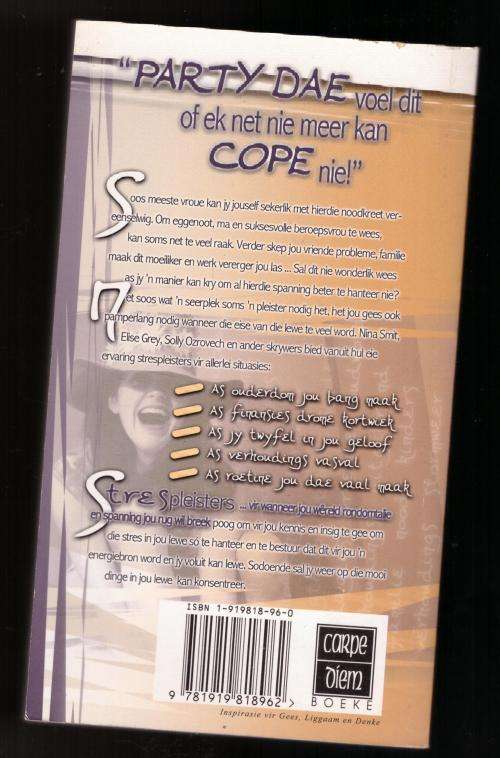 "PARTY DAE voel dit
of ek net nie meer kan
COPE nie!"
Soos meeste vroue kan jy jouself sekerlik met hierdie noodkreet ver-
eenselwig. Om eggenoot, ma en suksesvolle beroepsvrou te wees,
kan soms net te veel raak. Verder skep jou vriende probleme, familie
maak dit moeiliker en werk vererger jou las ... Sal dit nie wonderlik wees
as jy 'n manier kan kry om al hierdie spanning beter te hanteer nie?
Net soos wat 'n seerplek soms 'n pleister nodig het, het jou gees ook
pamperlang nodig wanneer die eise van die lewe te veel word. Nina Smit,
Elise Grey, Solly Ozrovech en ander skrywers bied vanuit hul eie
ervaring strespleisters vir allerlei situasies:
As ouderdom jou bang maak
As finansies drome kortwiek
As jy twyfel in jou geloof
As verhoudings vasval
As roetine jou dae vaal maak
Strespleisters ... vir wanneer jou wêreld rondomtalie
en spanning jou rug wil breek poog om vir jou kennis en insig te gee om
die stres in jou lewe só te hanteer en te bestuur dat dit vir jou 'n
energiebron word en jy voluit kan lewe. Sodoende sal jy weer op die mooi
dinge in jou lewe kan konsentreer.
ISBN 1-919818-96-0
9 781919 818962 >
carpe
diem
BOEKE
Inspirasie vir Gees, Liggaam en Denke